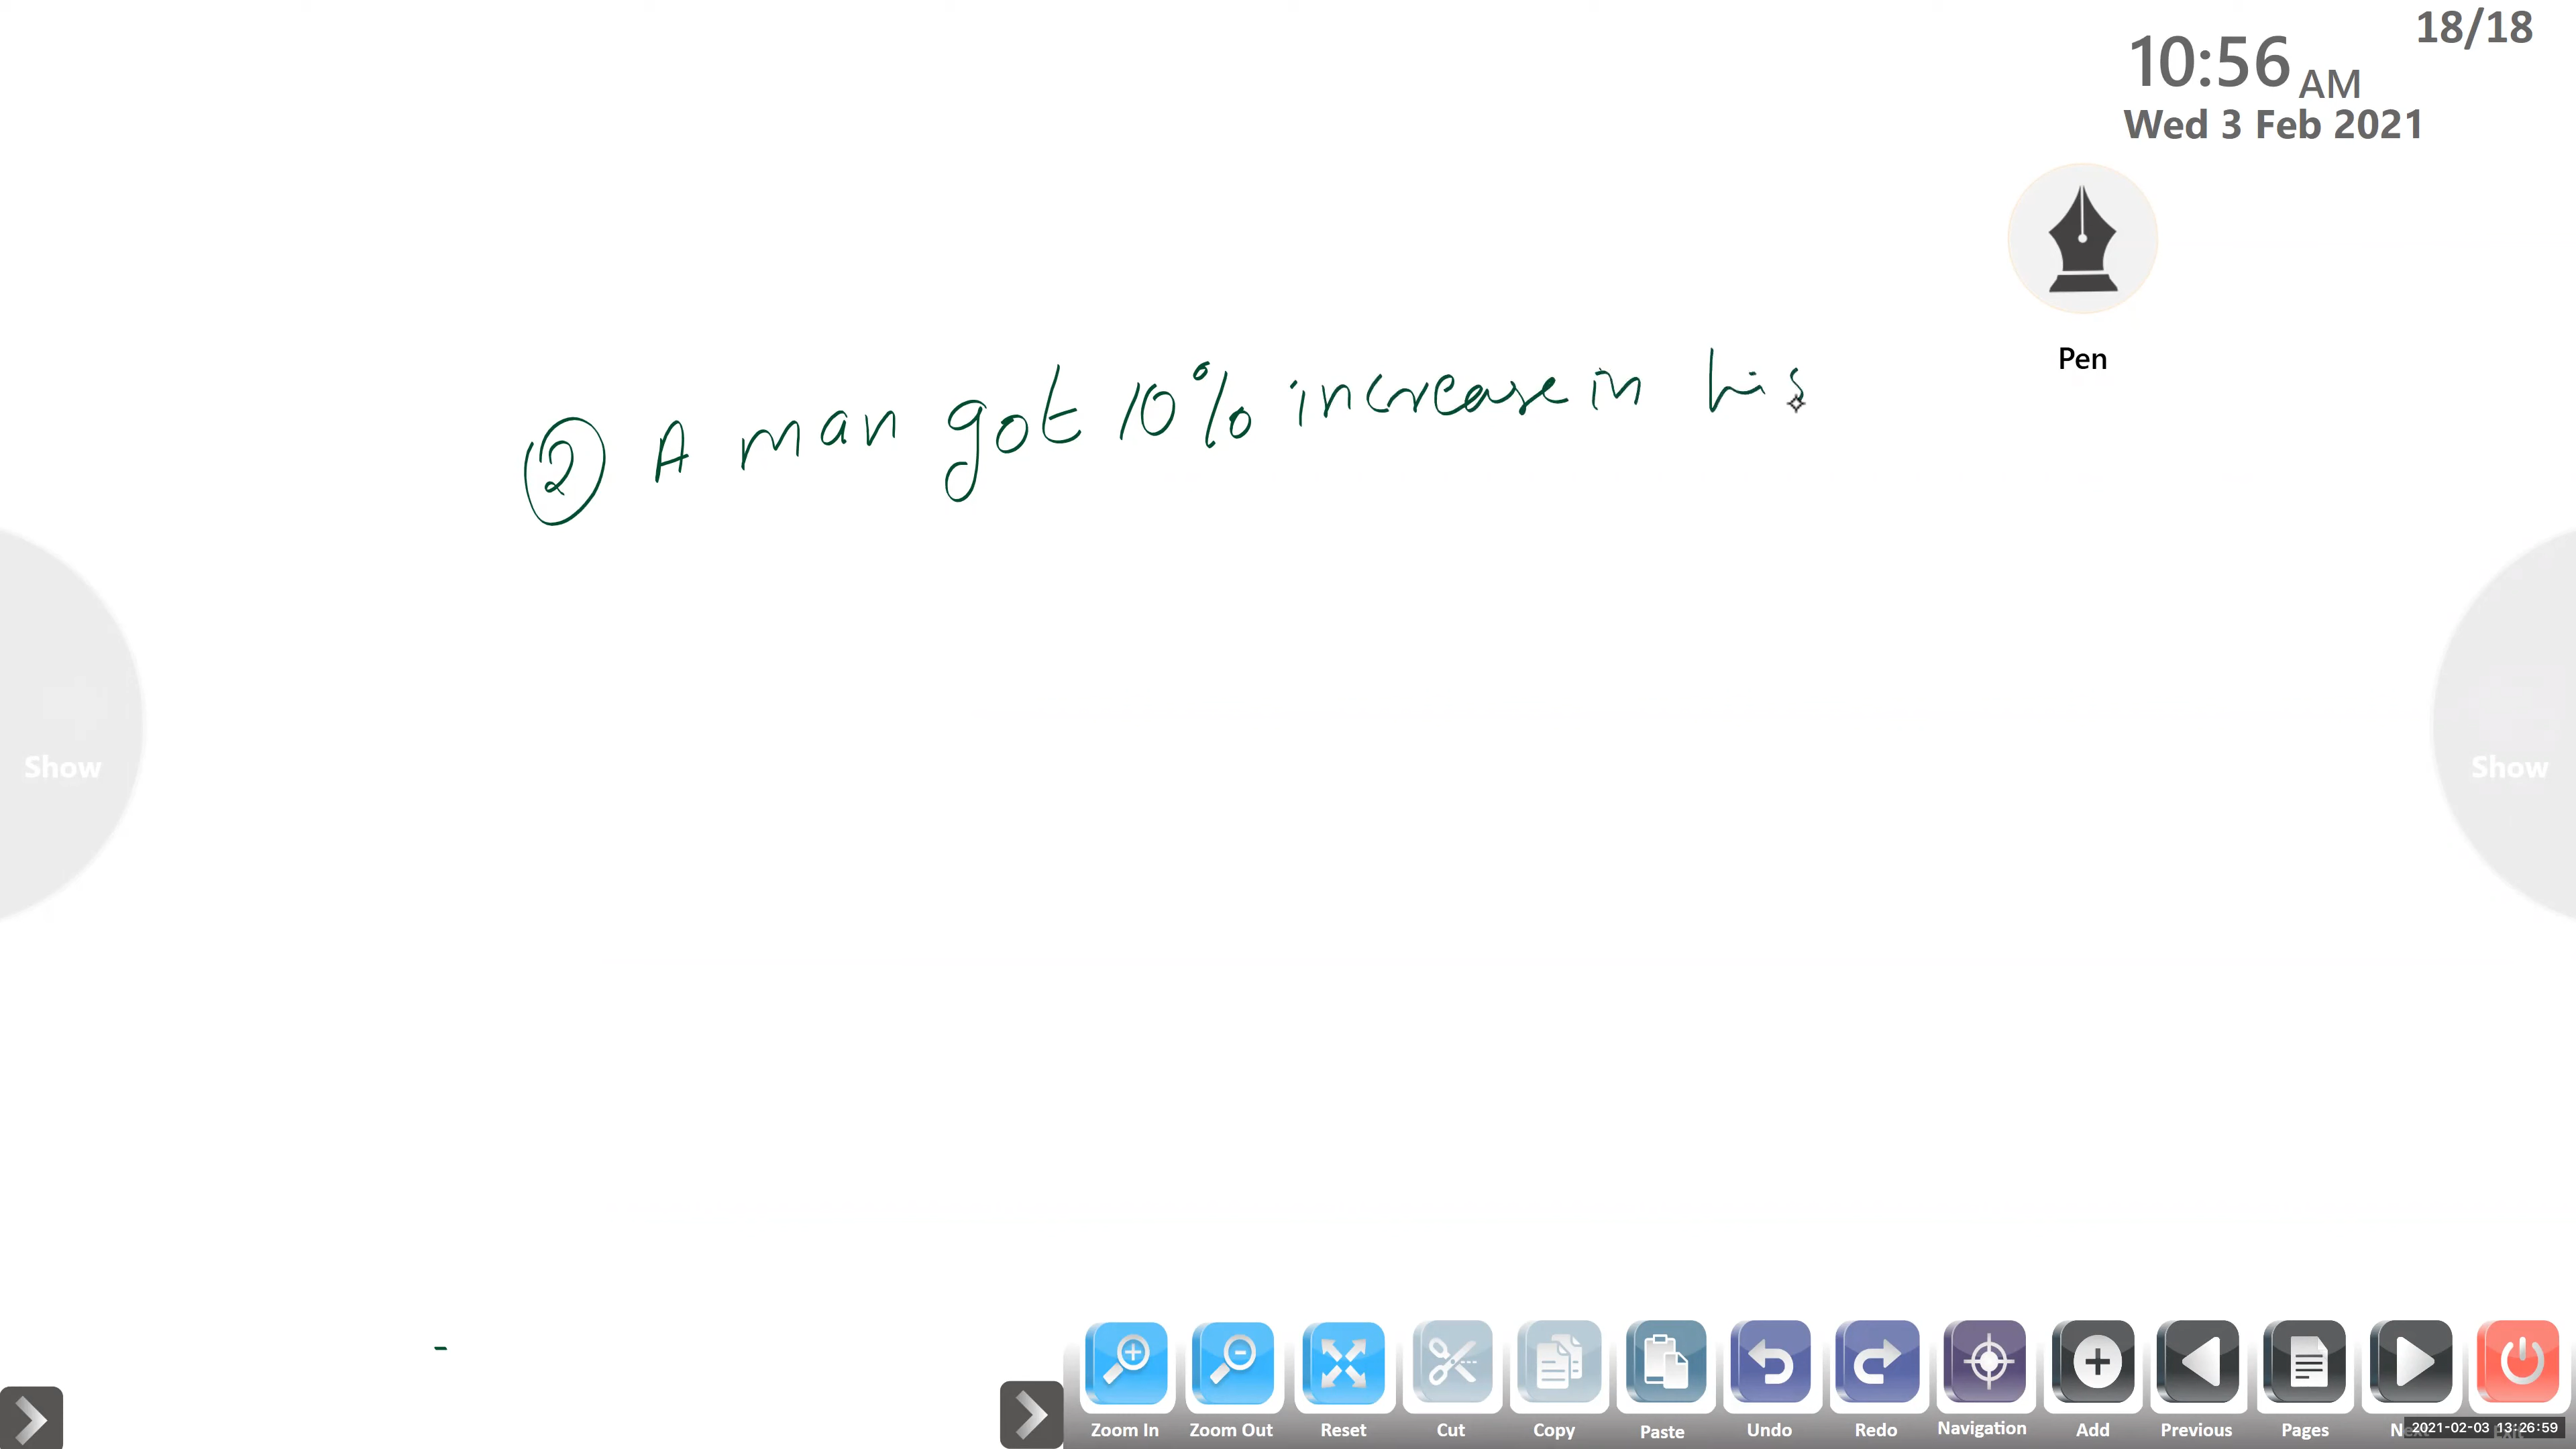 18/18
10:56 AM
Wed 3 Feb 2021
Pen
② A man got 10% increase in his
Show
Show
Zoom In Zoom Out Reset Cut Copy Paste Undo Redo Navigation Add Previous Pages
2021-02-03 13:26:59